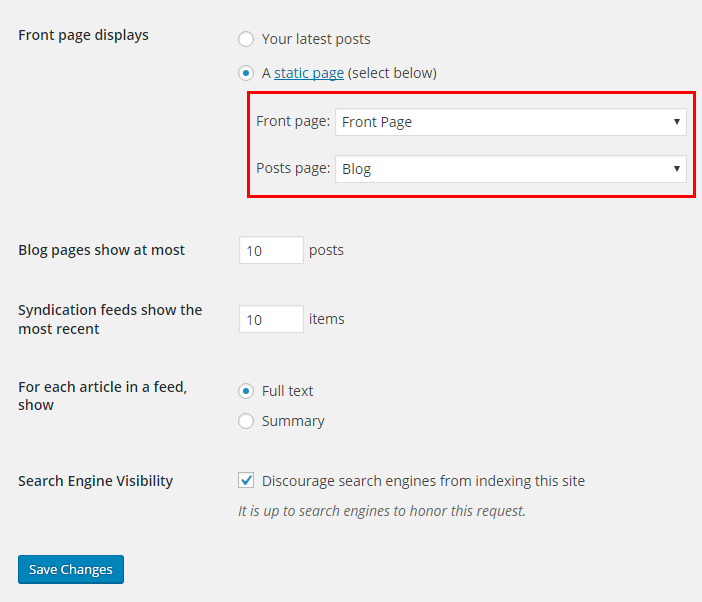 Front page displays
Your latest posts
A static page (select below)
Front page: Front Page
Posts page: Blog
Blog pages show at most
10 posts
Syndication feeds show the
most recent
10 items
For each article in a feed,
show
Full text
Summary
Search Engine Visibility
Discourage search engines from indexing this site
It is up to search engines to honor this request.
Save Changes